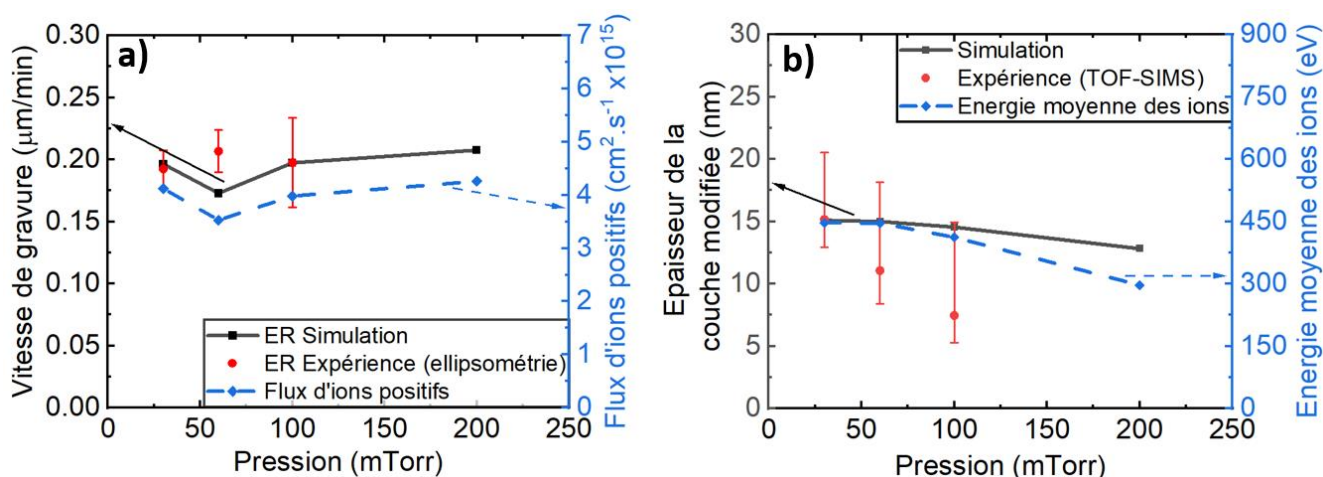 a)
Vitesse de gravure (μm/min)
0.30
0.25
0.20
0.15
0.10
0.05
0.00
ER Simulation
ER Expérience (ellipsométrie)
Flux d'ions positifs
0 50 100 150 200 250
Pression (mTorr)
7
6
5
4
3
2
1
0
Flux d'ions positifs (cm².s⁻¹ x10¹⁵)
b)
Epaisseur de la
couche modifiée (nm)
30
25
20
15
10
5
0
Simulation
Expérience (TOF-SIMS)
Energie moyenne des ions
0 50 100 150 200 250
Pression (mTorr)
900
750
600
450
300
150
0
Energie moyenne des ions (eV)